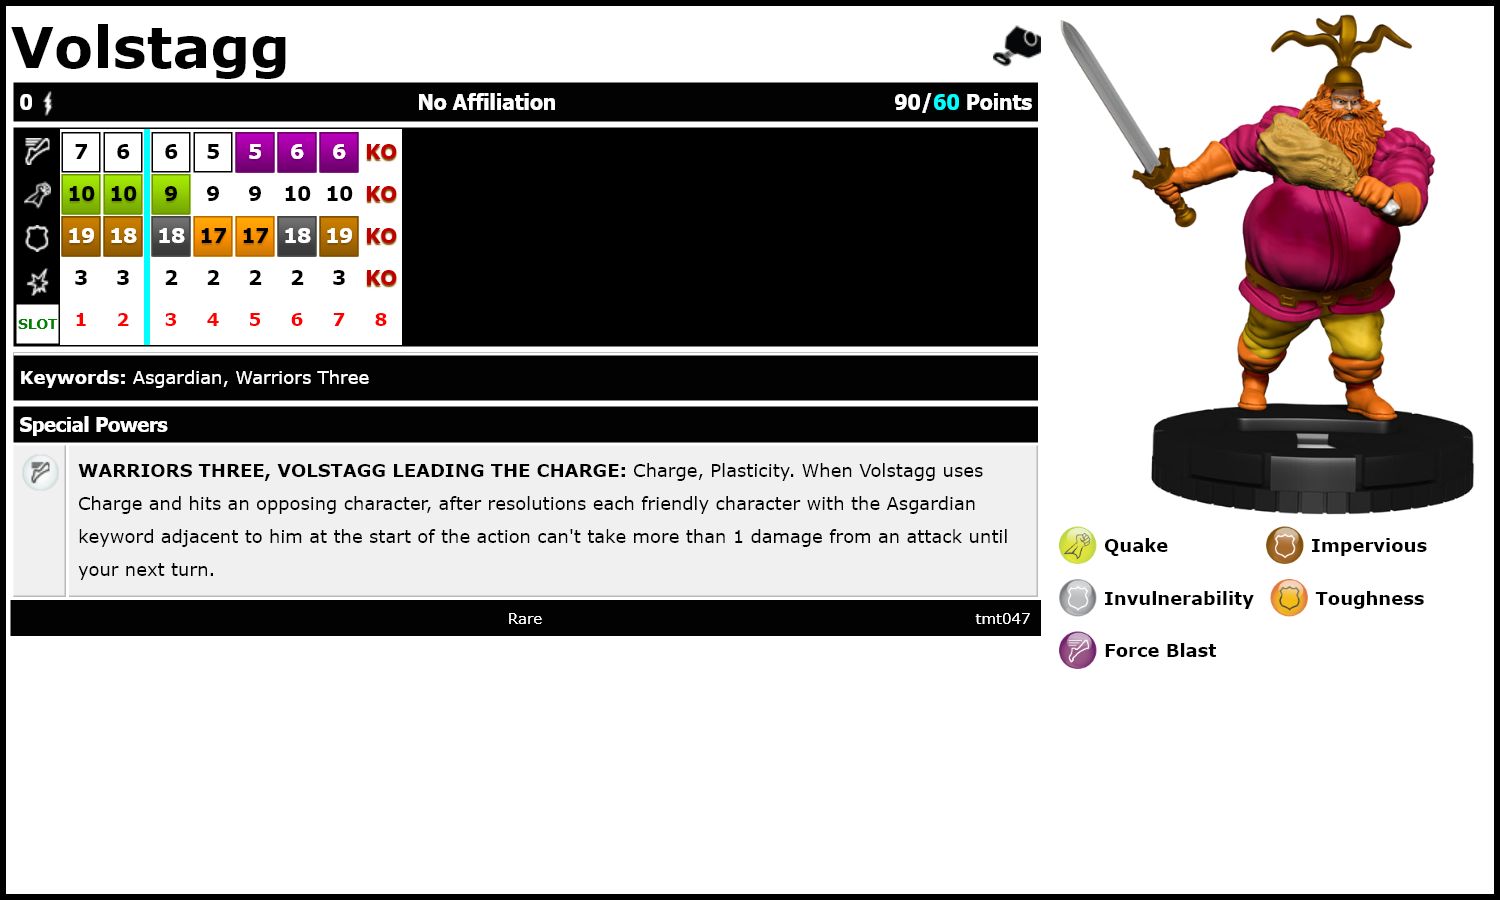 Volstagg
0 No Affiliation 90/60 Points
7 6 6 5 5 6 6 KO
10 10 9 9 9 10 10 KO
19 18 18 17 17 18 19 KO
3 3 2 2 2 2 3 KO
SLOT 1 2 3 4 5 6 7 8
Keywords: Asgardian, Warriors Three
Special Powers
WARRIORS THREE, VOLSTAGG LEADING THE CHARGE: Charge, Plasticity. When Volstagg uses
Charge and hits an opposing character, after resolutions each friendly character with the Asgardian
keyword adjacent to him at the start of the action can't take more than 1 damage from an attack until
your next turn.
Rare tmt047
Quake Impervious
Invulnerability Toughness
Force Blast